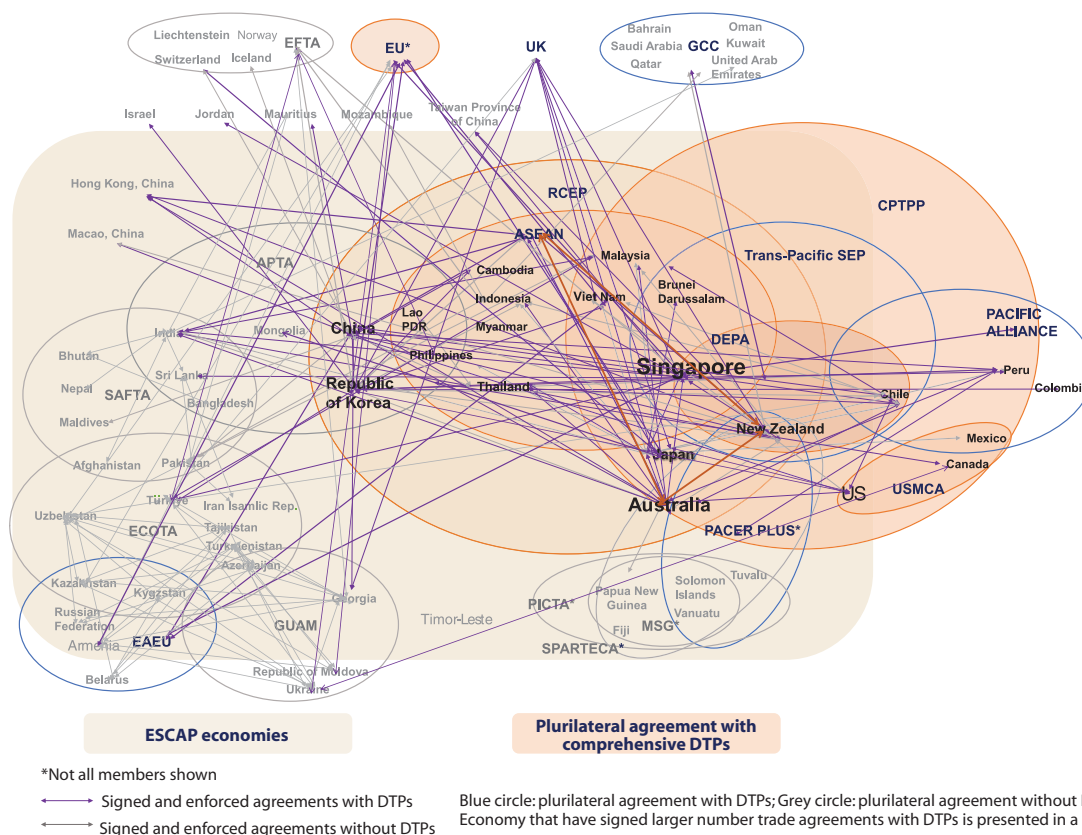 Liechtenstein Norway
EFTA
Switzerland
Iceland
EU*
UK
Bahrain
Oman
Saudi Arabia
GCC
Kuwait
Qatar
United Arab
Emirates
Israel
Jordan
Mauritius
Mozambique
Taiwan Province
of China
Hong Kong, China
RCEP
CPTPP
Macao, China
ASEAN
APTA
Malaysia
Trans-Pacific SEP
Cambodia
Indonesia
Viet Nam
Brunei
Darussalam
Lao
PDR
Myanmar
PACIFIC
ALLIANCE
India
Mongolia
China
DEPA
Bhutan
Philippines
Singapore
Sri Lanka
Peru
Nepal
SAFTA
Republic
of Korea
Thailand
Chile
Colombi
Bangladesh
Maldives*
New Zealand
Mexico
Afghanistan
Pakistan
Japan
Canada
Türkiye
Iran Isamlic Rep.
Australia
US
USMCA
Uzbekistan
ECOTA
Tajikistan
PACER PLUS*
Turkmenistan
Azerbaijan
Kazakhstan
Kyrgzstan
Georgia
Russian
Federation
GUAM
Timor-Leste
PICTA*
Papua New
Guinea
Solomon
Islands
Tuvalu
Vanuatu
Fiji
MSG*
SPARTECA*
Armenia
EAEU
Belarus
Republic of Moldova
Ukraine
ESCAP economies
Plurilateral agreement with
comprehensive DTPs
*Not all members shown
Signed and enforced agreements with DTPs
Signed and enforced agreements without DTPs
Blue circle: plurilateral agreement with DTPs; Grey circle: plurilateral agreement without
Economy that have signed larger number trade agreements with DTPs is presented in a